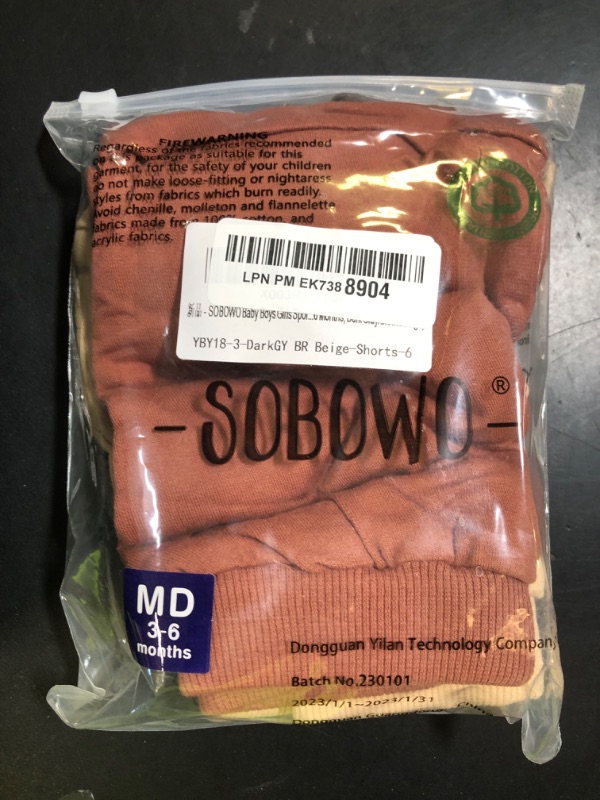 FIREWARNING
Regardless of the fabrics recommended
package as suitable for this
garment, for the safety of your children
do not make loose-fitting or nightaress
styles from fabrics which burn readily.
Avoid chenille, molleton and flannelette
fabrics made from 100% cotton, and
acrylic fabrics.
LPN PM EK7388904
- SOBOWO Baby Boys Girls
YBY18-3-DarkGY BR Beige-Shorts-6
-SOBOWO-®
MD
3-6
months
Dongguan Yilan Technology Company
Batch No.230101
2023/1/1~2023/1/31